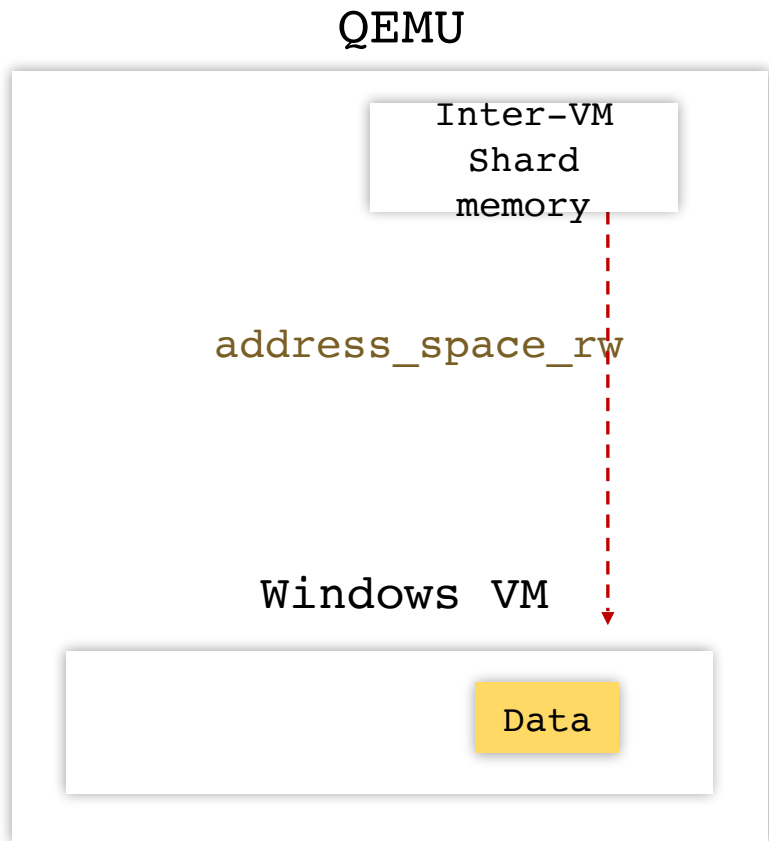 QEMU
Inter-VM
Shard
memory
address_space_rw
Windows VM
Data